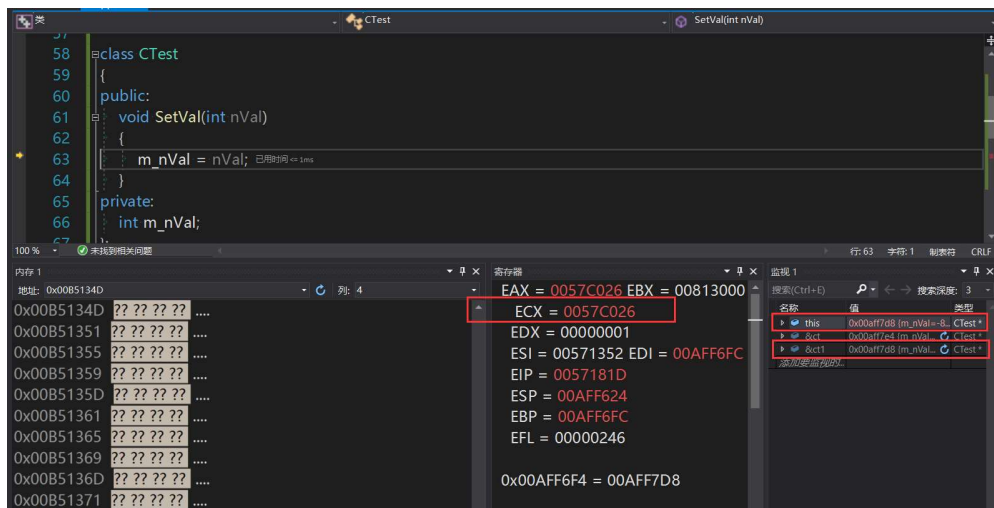 类 CTest SetVal(int nVal)
57
58 class CTest
59 {
60 public:
61 void SetVal(int nVal)
62 {
63 m_nVal = nVal; 已用时间 <= 1ms
64 }
65 private:
66 int m_nVal;
67 };
100 % 未找到相关问题 行: 63 字符: 1 制表符 CRLF
内存 1
地址: 0x00B5134D 列: 4
0x00B5134D ?? ?? ?? ?? ....
0x00B51351 ?? ?? ?? ?? ....
0x00B51355 ?? ?? ?? ?? ....
0x00B51359 ?? ?? ?? ?? ....
0x00B5135D ?? ?? ?? ?? ....
0x00B51361 ?? ?? ?? ?? ....
0x00B51365 ?? ?? ?? ?? ....
0x00B51369 ?? ?? ?? ?? ....
0x00B5136D ?? ?? ?? ?? ....
0x00B51371 ?? ?? ?? ?? ....
寄存器
EAX = 0057C026 EBX = 00813000
ECX = 0057C026
EDX = 00000001
ESI = 00571352 EDI = 00AFF6FC
EIP = 0057181D
ESP = 00AFF624
EBP = 00AFF6FC
EFL = 00000246
0x00AFF6F4 = 00AFF7D8
监视 1
搜索(Ctrl+E) 搜索深度: 3
名称 值 类型
this 0x00aff7d8 {m_nVal=-8... CTest *
&ct 0x00aff7e4 {m_nVal... CTest *
&ct1 0x00aff7d8 {m_nVal... CTest *
添加要监视的...